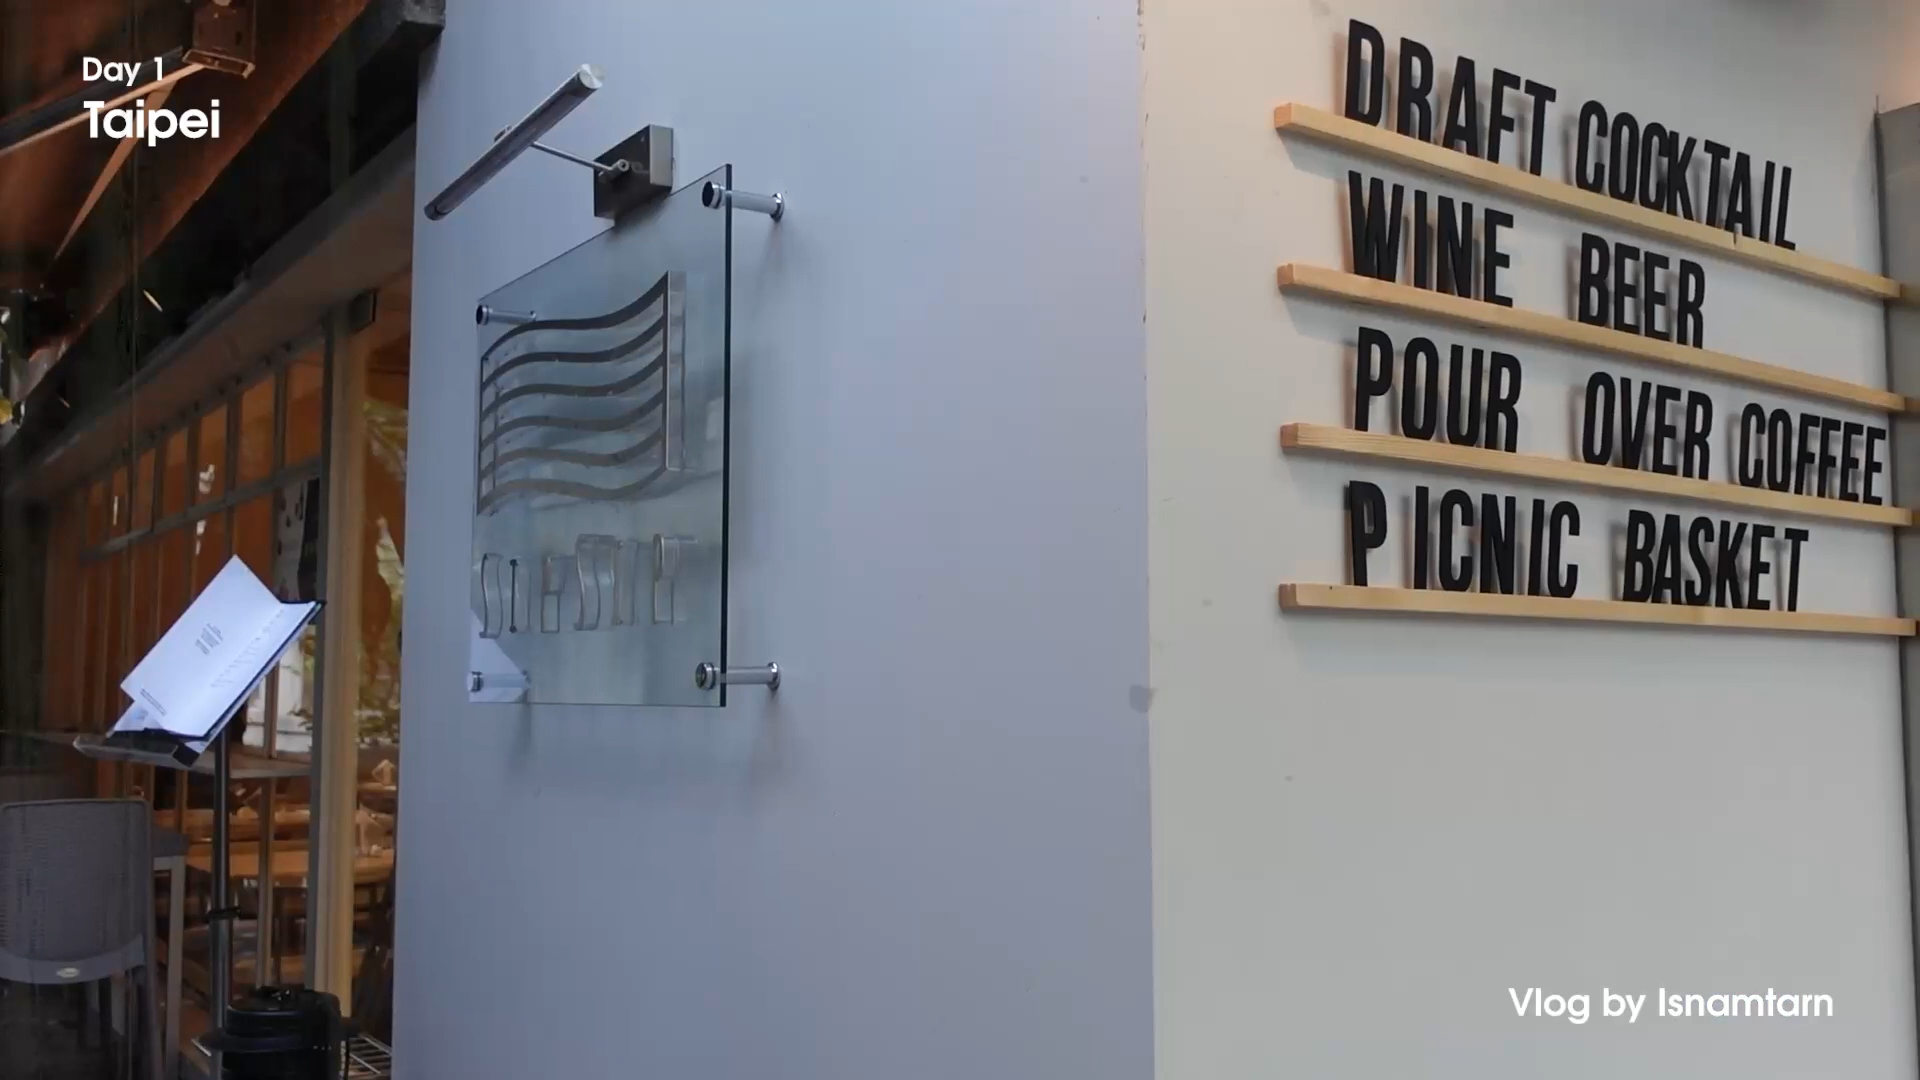 Day 1
Taipei
DRAFT COCKTAIL
WINE BEER
POUR OVER COFFEE
PICNIC BASKET
Vlog by Isnamtarn